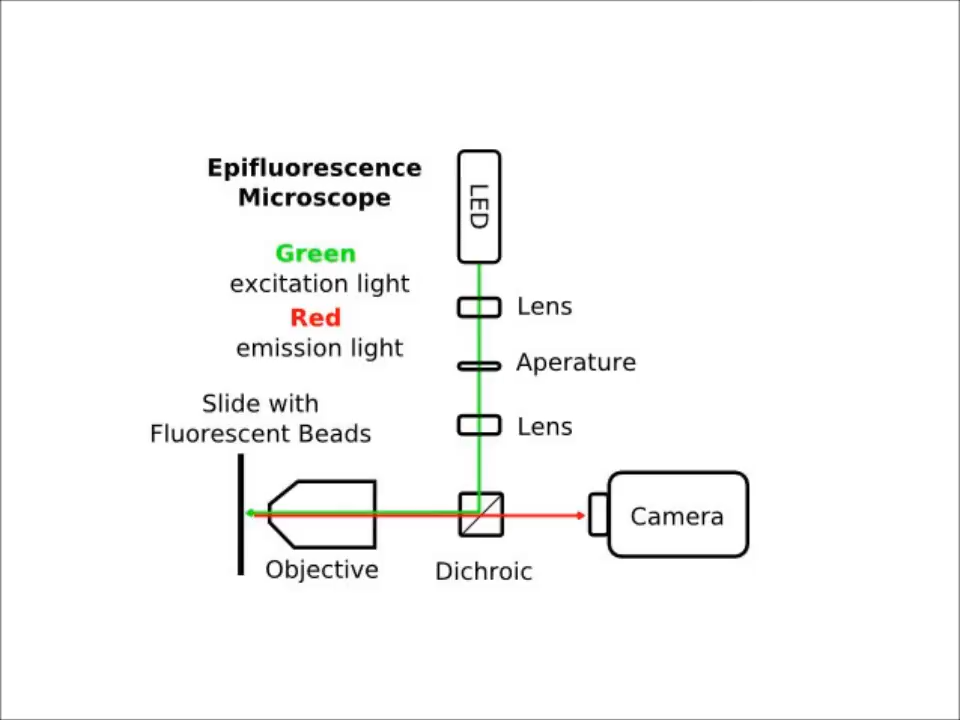 Epifluorescence
Microscope
LED
Green
excitation light
Red
emission light
Lens
Aperature
Lens
Slide with
Fluorescent Beads
Camera
Objective
Dichroic